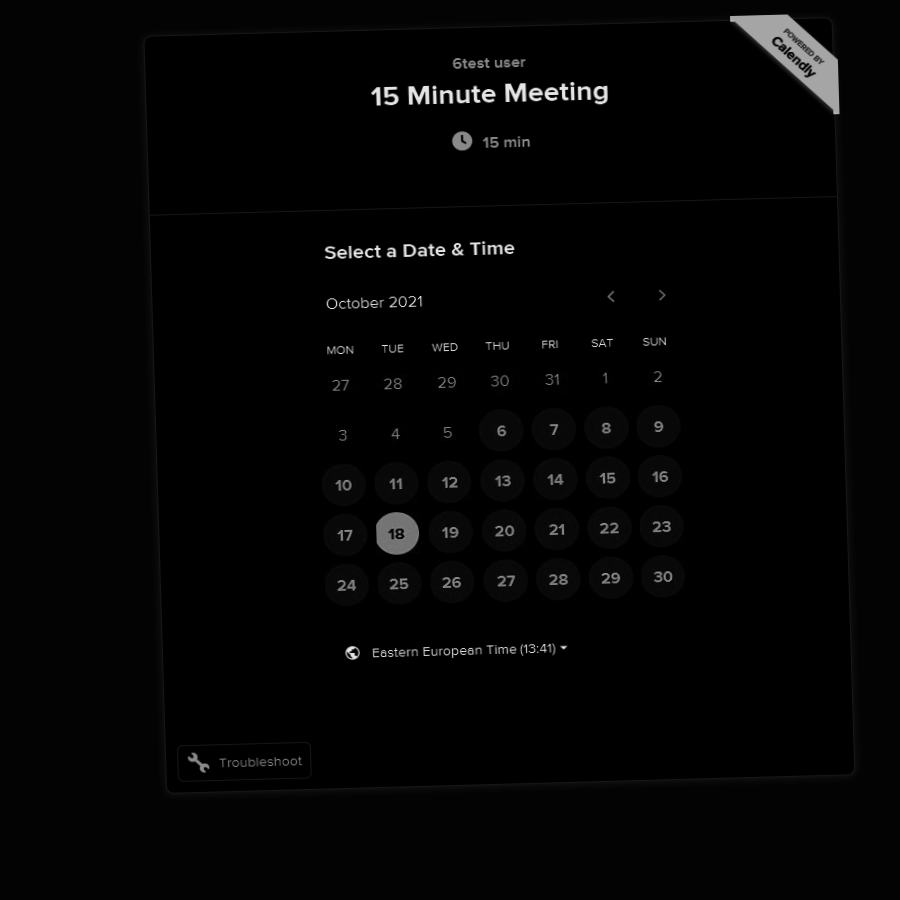 POWERED BY
Calendly
6test user
15 Minute Meeting
15 min
Select a Date & Time
October 2021
MON TUE WED THU FRI SAT SUN
27 28 29 30 31 1 2
3 4 5 6 7 8 9
10 11 12 13 14 15 16
17 18 19 20 21 22 23
24 25 26 27 28 29 30
Eastern European Time (13:41)
Troubleshoot